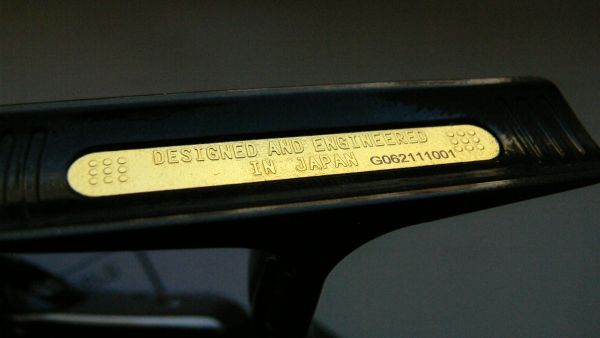 DESIGNED AND ENGINEERED
IN JAPAN G062111001